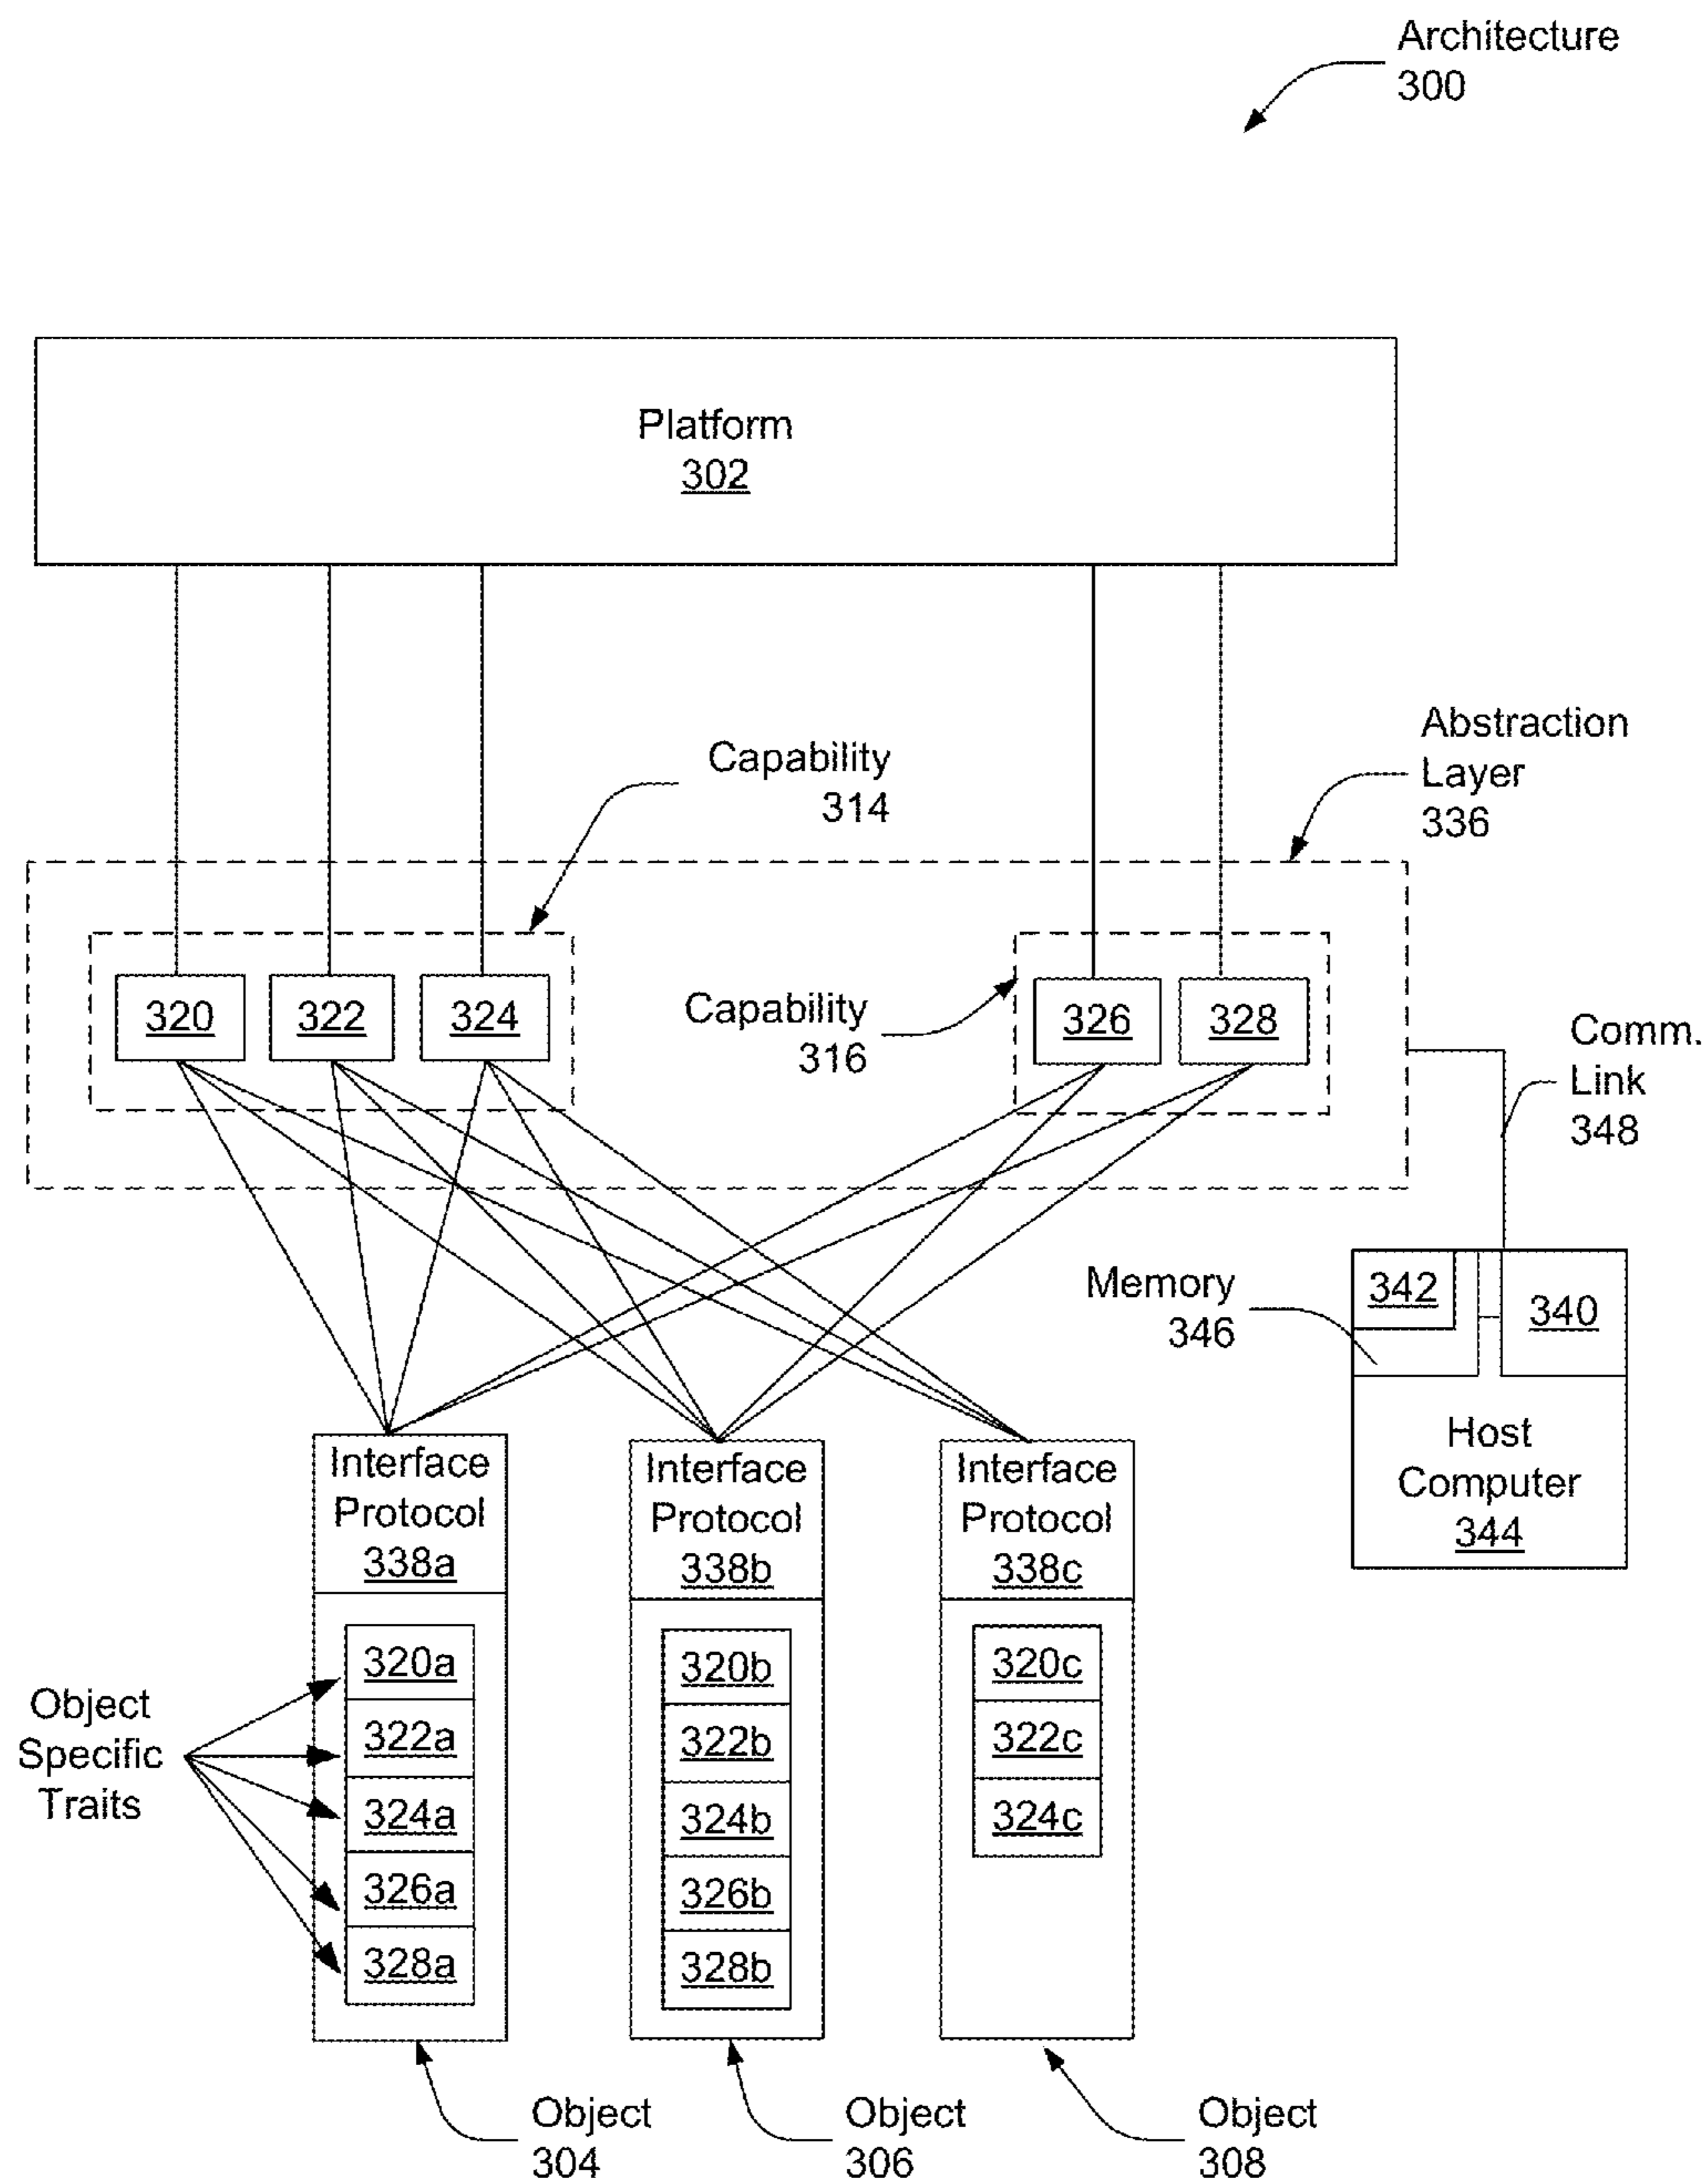 Architecture
300
Platform
302
Abstraction
Layer
336
Capability
314
320
322
324
Capability
316
326
328
Comm.
Link
348
Memory
346
342
340
Host
Computer
344
Interface
Protocol
338a
Interface
Protocol
338b
Interface
Protocol
338c
Object
Specific
Traits
320a
322a
324a
326a
328a
320b
322b
324b
326b
328b
320c
322c
324c
Object
304
Object
306
Object
308